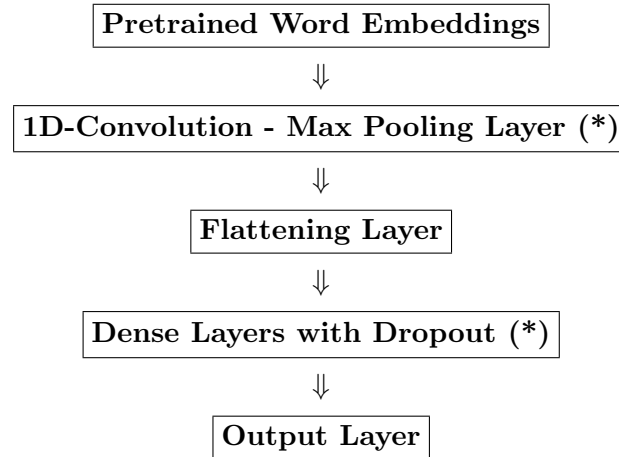 Pretrained Word Embeddings
⇓
1D-Convolution - Max Pooling Layer (*)
⇓
Flattening Layer
⇓
Dense Layers with Dropout (*)
⇓
Output Layer